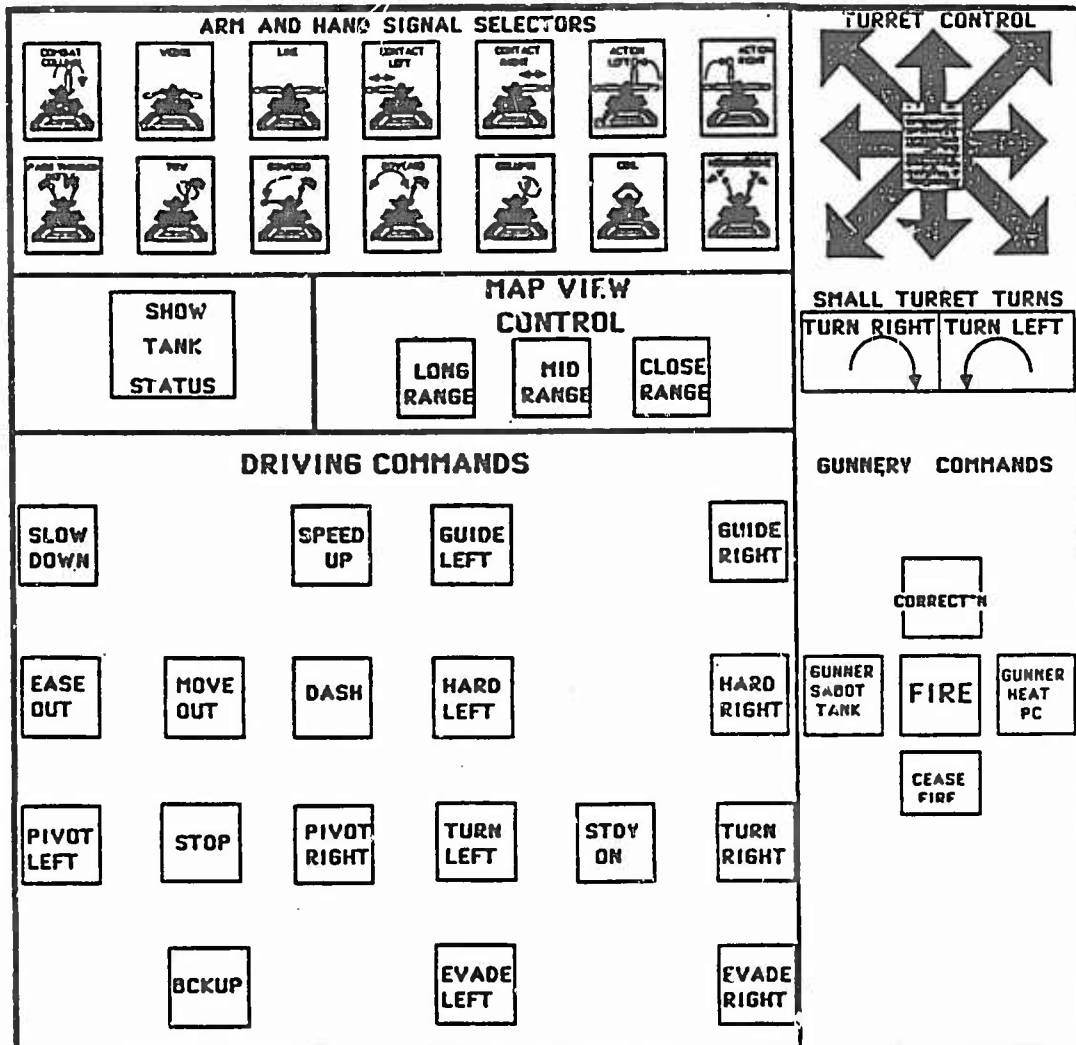 ARM AND HAND SIGNAL SELECTORS
COMBAT
COLUMN
WEDGE
LINE
CONTACT
LEFT
CONTACT
RIGHT
ACTION
LEFT
ACTION
RIGHT
TOW
COIL
TURRET CONTROL
SMALL TURRET TURNS
TURN RIGHT
TURN LEFT
SHOW
TANK
STATUS
MAP VIEW
CONTROL
LONG
RANGE
MID
RANGE
CLOSE
RANGE
DRIVING COMMANDS
SLOW
DOWN
SPEED
UP
GUIDE
LEFT
GUIDE
RIGHT
EASE
OUT
MOVE
OUT
DASH
HARD
LEFT
HARD
RIGHT
PIVOT
LEFT
STOP
PIVOT
RIGHT
TURN
LEFT
STDY
ON
TURN
RIGHT
BCKUP
EVADE
LEFT
EVADE
RIGHT
GUNNERY COMMANDS
CORRECT'N
GUNNER
SABOT
TANK
FIRE
GUNNER
HEAT
PC
CEASE
FIRE